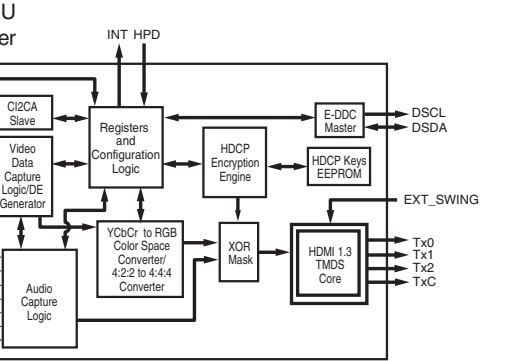 U
er
INT HPD
CI2CA
Slave
Registers
and
Configuration
Logic
E-DDC
Master
DSCL
DSDA
Video
Data
Capture
Logic/DE
Generator
HDCP
Encryption
Engine
HDCP Keys
EEPROM
EXT_SWING
YCbCr to RGB
Color Space
Converter/
4:2:2 to 4:4:4
Converter
XOR
Mask
HDMI 1.3
TMDS
Core
Tx0
Tx1
Tx2
TxC
Audio
Capture
Logic